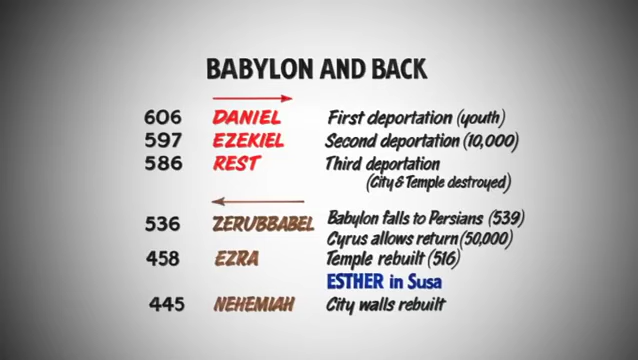 BABYLON AND BACK
606 DANIEL First deportation (youth)
597 EZEKIEL Second deportation (10,000)
586 REST Third deportation
(City & Temple destroyed)
536 ZERUBBABEL Babylon falls to Persians (539)
Cyrus allows return (50,000)
458 EZRA Temple rebuilt (516)
ESTHER in Susa
445 NEHEMIAH City walls rebuilt